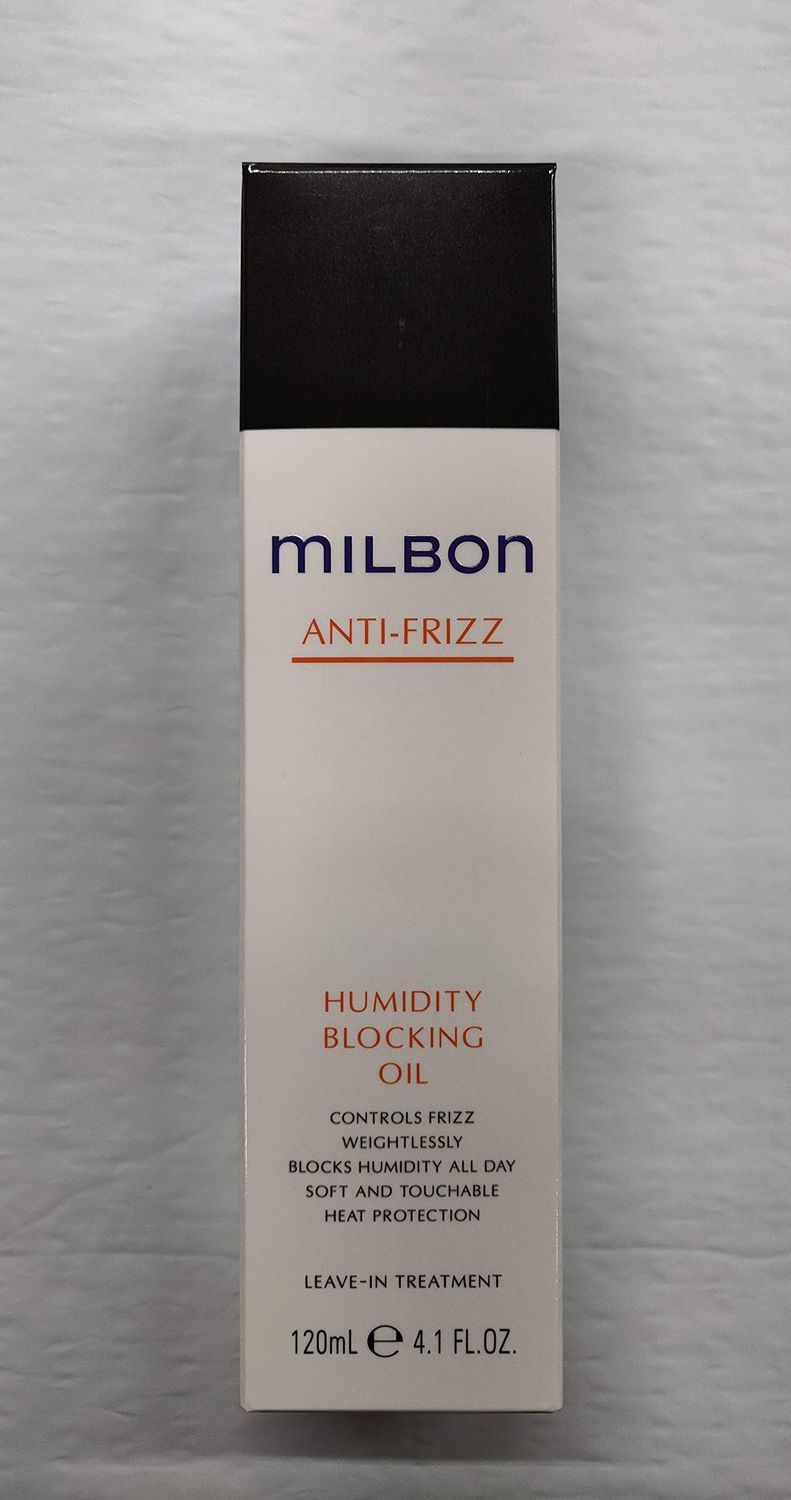 MILBON
ANTI-FRIZZ
HUMIDITY
BLOCKING
OIL
CONTROLS FRIZZ
WEIGHTLESSLY
BLOCKS HUMIDITY ALL DAY
SOFT AND TOUCHABLE
HEAT PROTECTION
LEAVE-IN TREATMENT
120mL ℮ 4.1 FL.OZ.